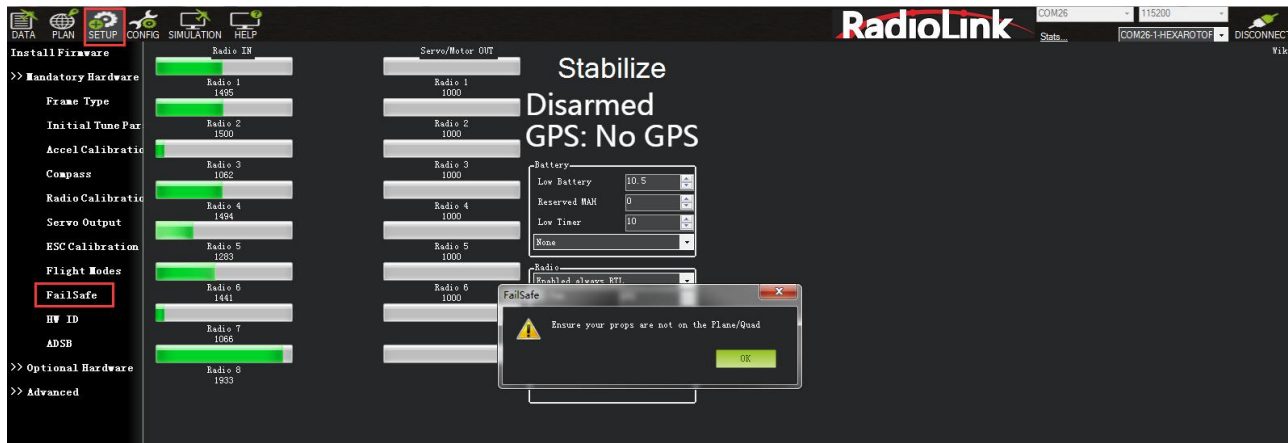 DATA PLAN SETUP CONFIG SIMULATION HELP
RadioLink
COM26 115200
Stats... COM26-1-HEXAROTOF DISCONNECT
Install Firmware
Wik
>> Mandatory Hardware
Frame Type
Initial Tune Par
Accel Calibratio
Compass
Radio Calibratio
Servo Output
ESC Calibration
Flight Modes
FailSafe
HW ID
ADSB
>> Optional Hardware
>> Advanced
Radio IN
Radio 1
1495
Radio 2
1500
Radio 3
1062
Radio 4
1494
Radio 5
1283
Radio 6
1441
Radio 7
1066
Radio 8
1933
Servo/Motor OUT
Radio 1
1000
Radio 2
1000
Radio 3
1000
Radio 4
1000
Radio 5
1000
Radio 6
1000
Stabilize
Disarmed
GPS: No GPS
Battery
Low Battery 10.5
Reserved MAH 0
Low Timer 10
None
Radio
Enabled always RTL
FailSafe
Ensure your props are not on the Plane/Quad
OK